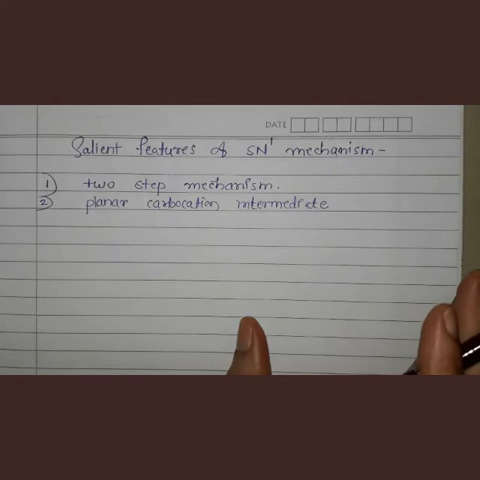 DATE
Salient features of SN¹ mechanism-
1) two step mechanism.
2) planar carbocation intermediate